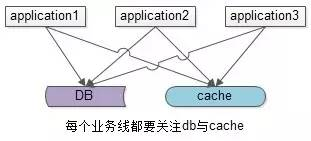 application1 application2 application3
DB cache
每个业务线都要关注db与cache